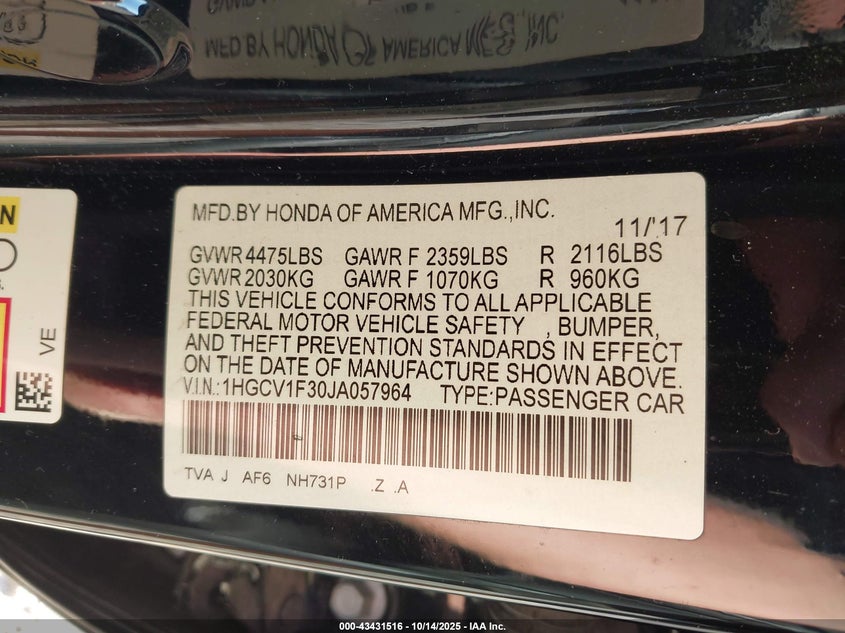 MFD BY HONDA OF AMERICA MFG., INC.
MFD.BY HONDA OF AMERICA MFG.,INC.
11/'17
GVWR 4475LBS GAWR F 2359LBS R 2116LBS
GVWR 2030KG GAWR F 1070KG R 960KG
THIS VEHICLE CONFORMS TO ALL APPLICABLE
FEDERAL MOTOR VEHICLE SAFETY , BUMPER,
AND THEFT PREVENTION STANDARDS IN EFFECT
ON THE DATE OF MANUFACTURE SHOWN ABOVE.
V.I.N.:1HGCV1F30JA057964 TYPE:PASSENGER CAR
TVA J AF6 NH731P .Z .A
VE
000-43431516 - 10/14/2025 - IAA Inc.